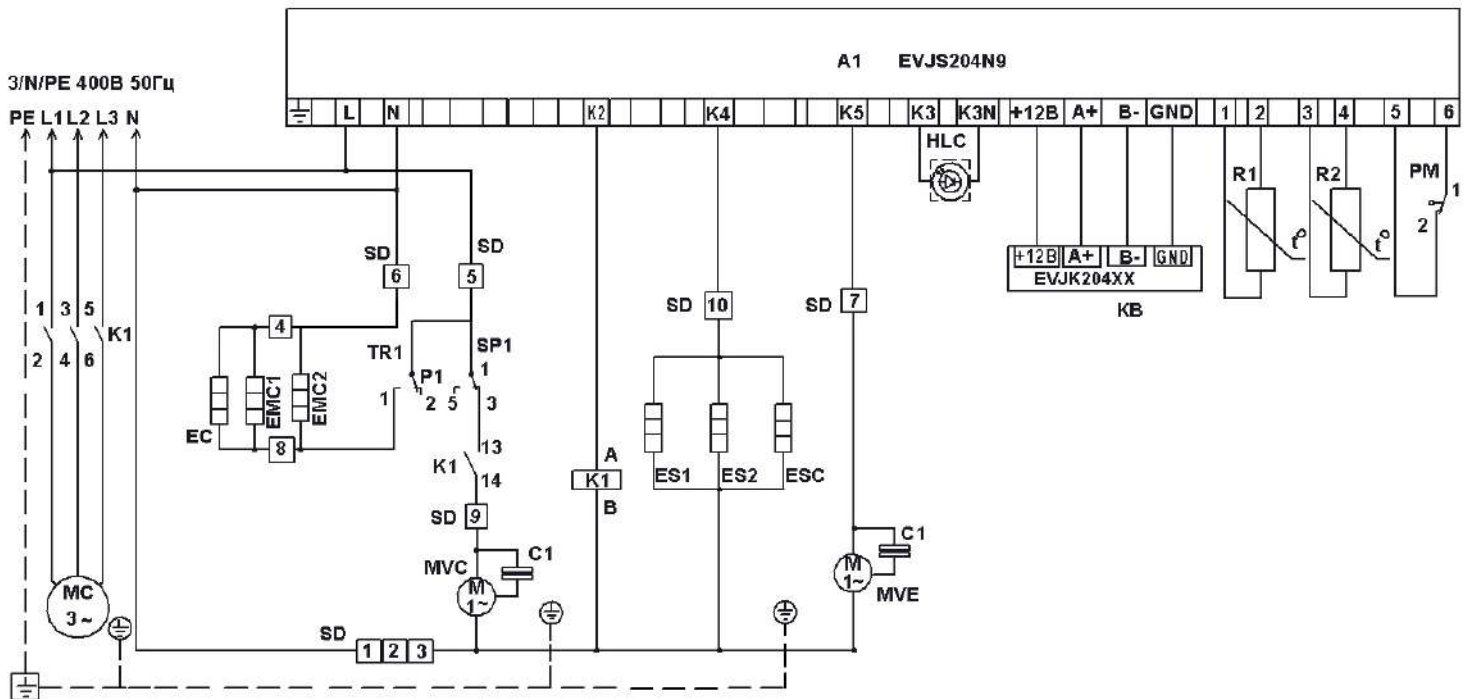 A1 EVJS204N9
3/N/PE 400В 50Гц
PE L1 L2 L3 N
L N K2 K4 K5 K3 K3N +12В A+ B- GND 1 2 3 4 5 6
HLC
R1 R2 PM
1
2
t° t°
SD SD
6 5
+12В A+ B- GND
EVJK204XX
KB
SD 10
SD 7
1 3 5
K1
2 4 6
4
TR1
SP1
P1
1
1 2 5 3
EC EMC1 EMC2
8
13
K1
14
A
K1
B
ES1 ES2 ESC
SD 9
C1
MVC
M
1~
C1
M
1~
MVE
MC
3~
SD
1 2 3